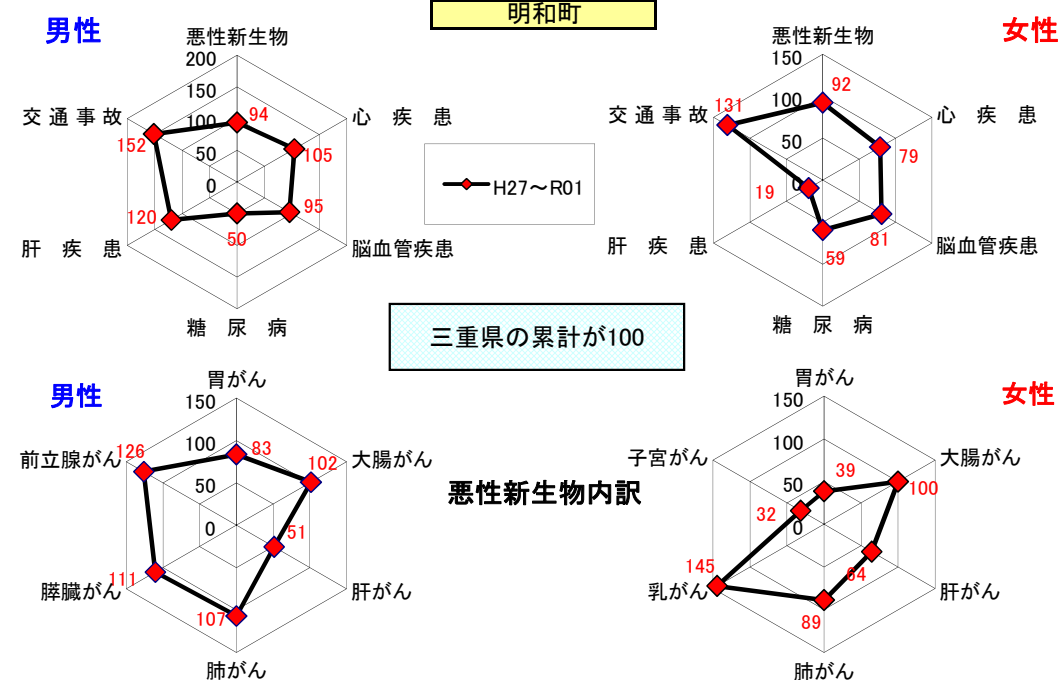 明和町
男性
悪性新生物
200
150
100
50
0
94
心疾患
105
95
脳血管疾患
50
糖尿病
120
肝疾患
152
交通事故
H27～R01
女性
悪性新生物
150
100
50
0
92
心疾患
79
81
脳血管疾患
59
糖尿病
19
肝疾患
131
交通事故
三重県の累計が100
男性
胃がん
150
100
50
0
83
102
大腸がん
51
肝がん
107
肺がん
111
膵臓がん
126
前立腺がん
悪性新生物内訳
女性
胃がん
150
100
50
0
39
100
大腸がん
64
肝がん
89
肺がん
145
乳がん
32
子宮がん